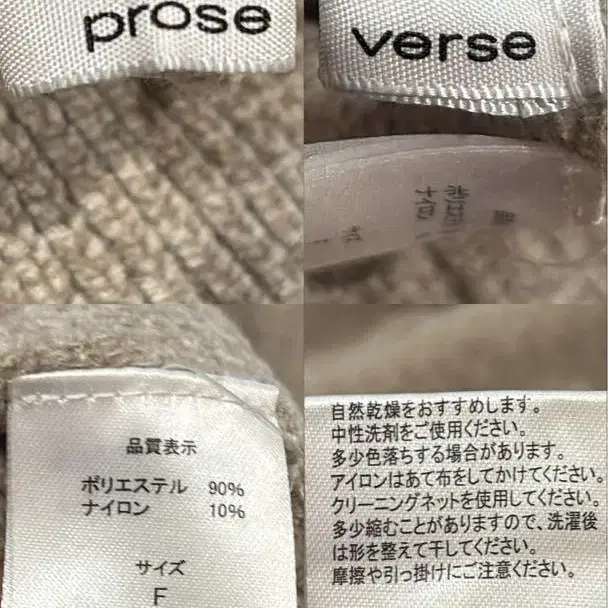 prose
verse
品質表示
ポリエステル 90%
ナイロン 10%
サイズ
F
自然乾燥をおすすめします。
中性洗剤をご使用ください。
多少色落ちする場合があります。
アイロンはあて布をしてかけてください。
クリーニングネットを使用してください。
多少縮むことがありますので、洗濯後
は形を整えて干してください。
摩擦や引っ掛けにご注意ください。